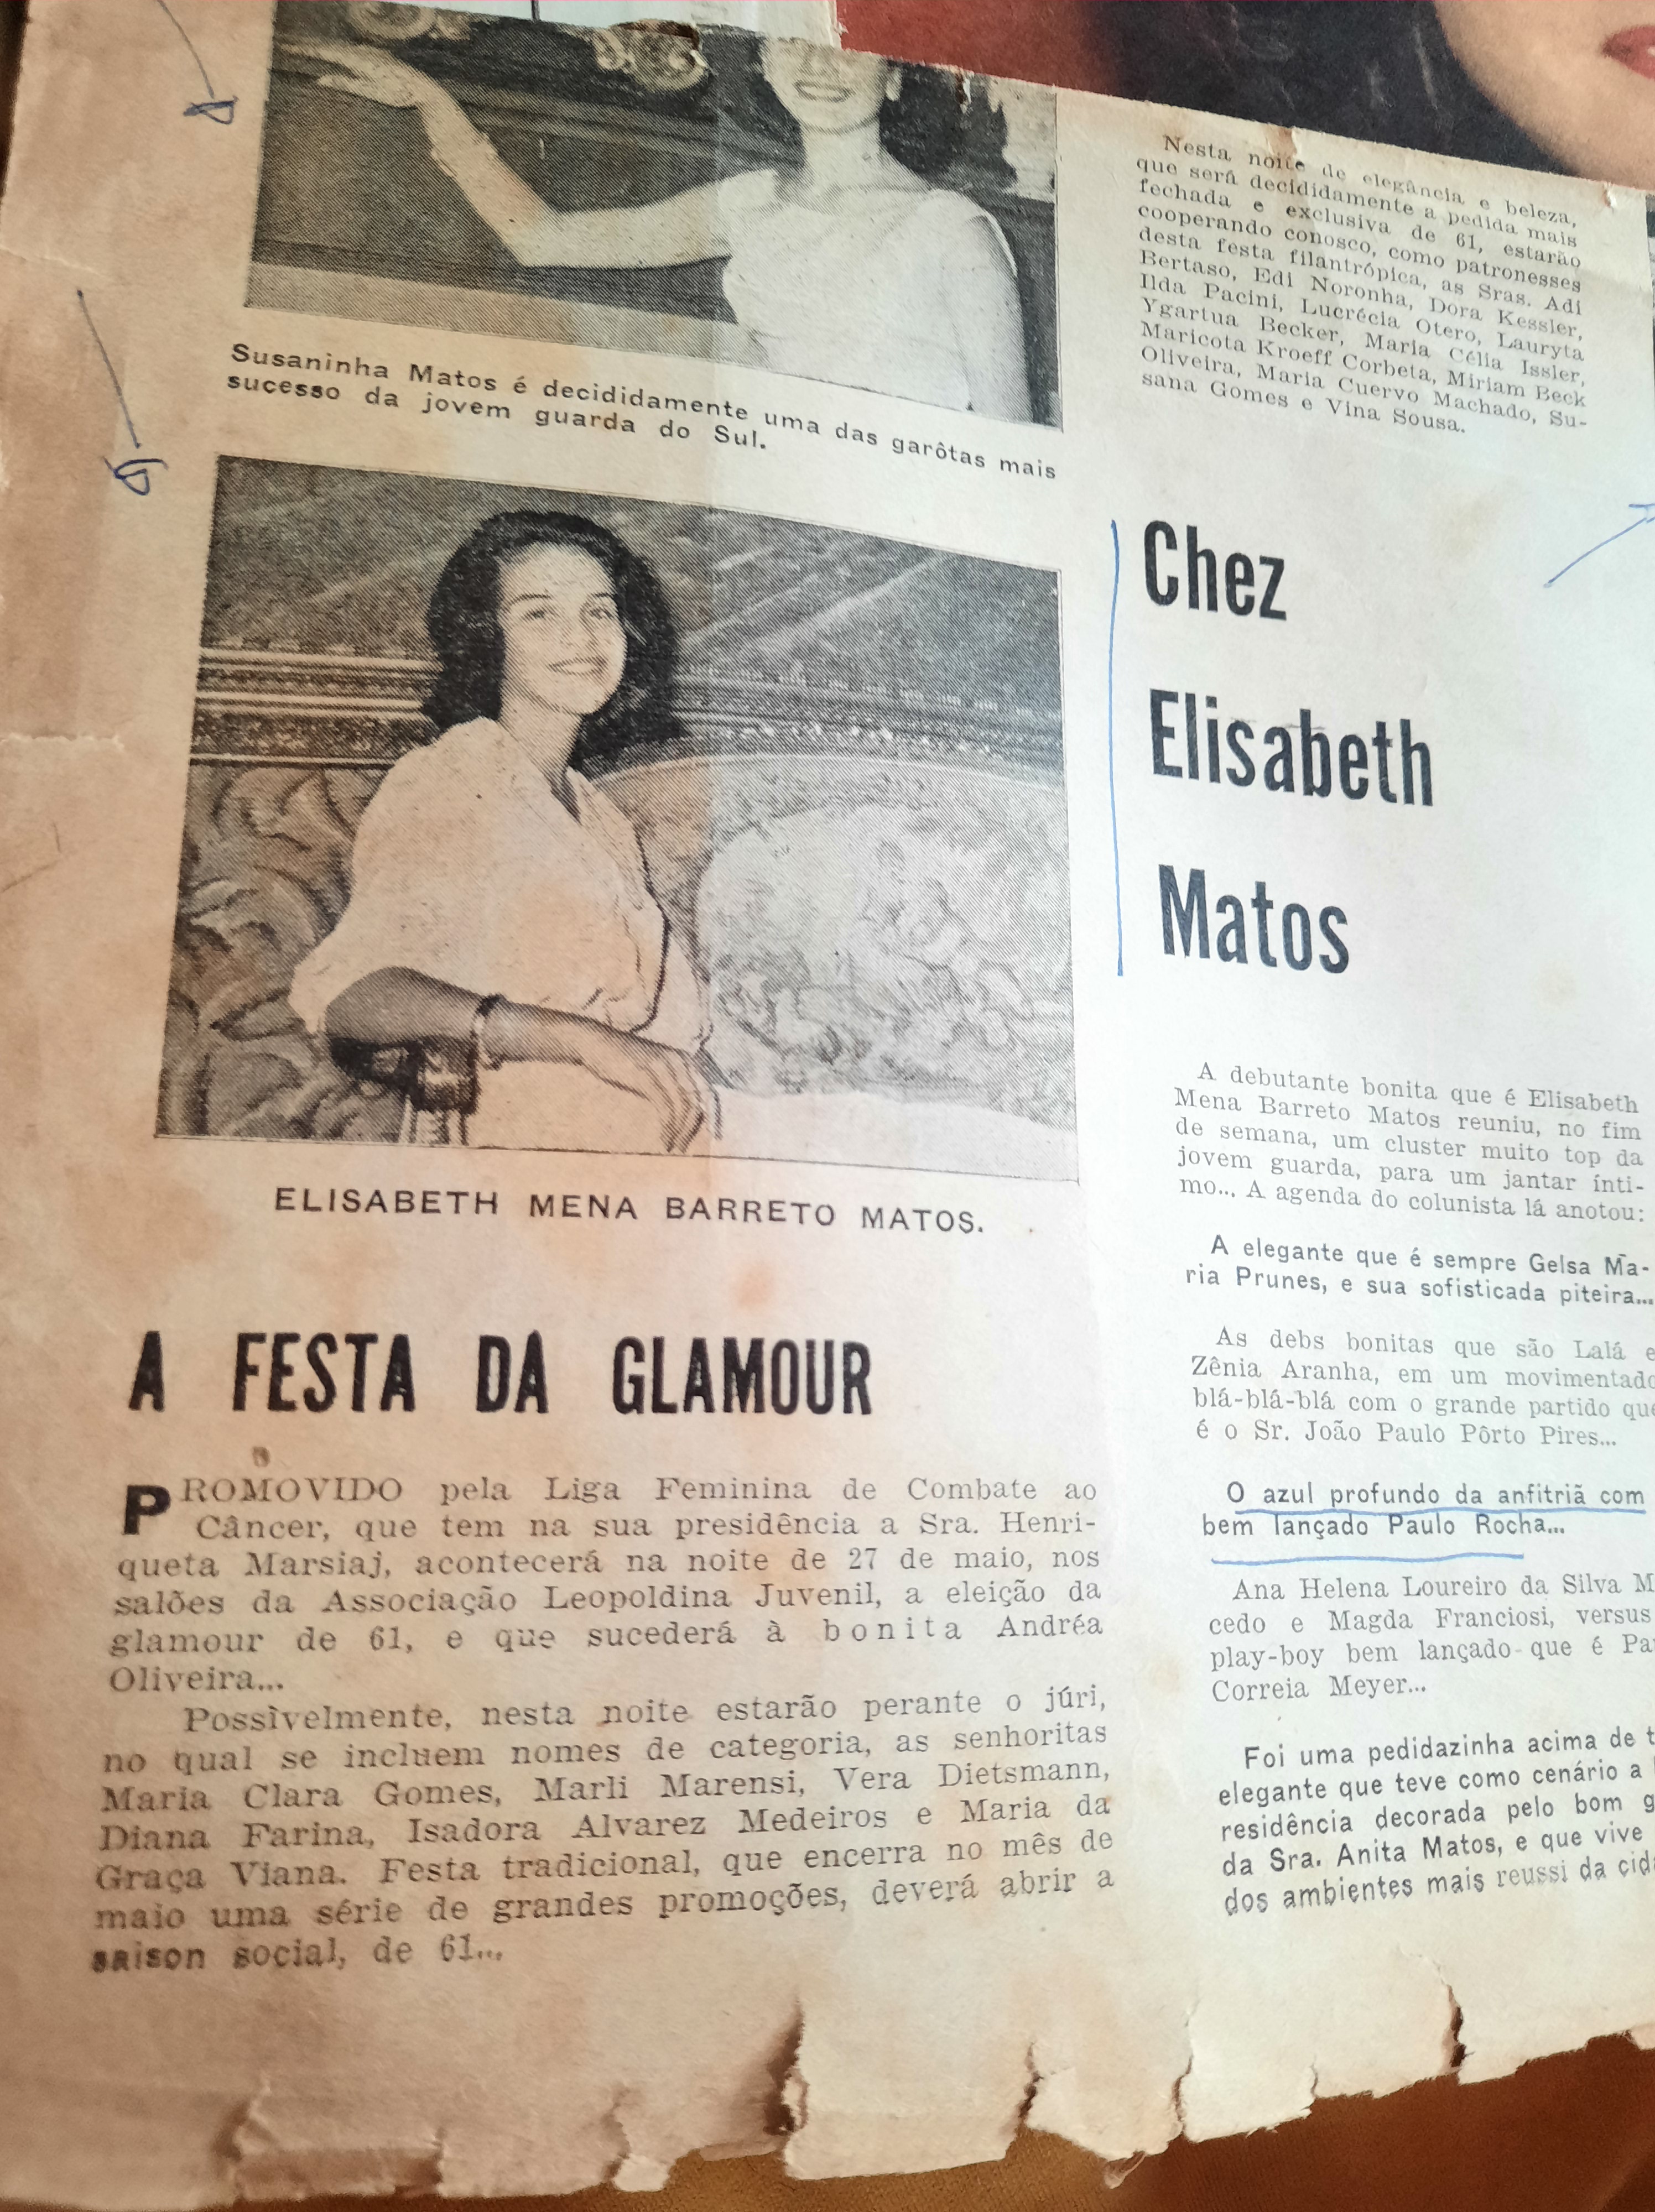 Susaninha Matos é decididamente uma das garôtas mais
sucesso da jovem guarda do Sul.
ELISABETH MENA BARRETO MATOS.
A FESTA DA GLAMOUR
PROMOVIDO pela Liga Feminina de Combate ao
Câncer, que tem na sua presidência a Sra. Henri-
queta Marsiaj, acontecerá na noite de 27 de maio, nos
salões da Associação Leopoldina Juvenil, a eleição da
glamour de 61, e que sucederá à bonita Andréa
Oliveira...
Possìvelmente, nesta noite estarão perante o júri,
no qual se incluem nomes de categoria, as senhoritas
Maria Clara Gomes, Marli Marensi, Vera Dietsmann,
Diana Farina, Isadora Alvarez Medeiros e Maria da
Graça Viana. Festa tradicional, que encerra no mês de
maio uma série de grandes promoções, deverá abrir a
saison social, de 61...
Nesta noite de elegância e beleza,
que será decididamente a pedida mais
fechada e exclusiva de 61, estarão
cooperando conosco, como patronesses
desta festa filantrópica, as Sras. Adi
Bertaso, Edi Noronha, Dora Kessler,
Ilda Pacini, Lucrécia Otero, Lauryta
Ygartua Becker, Maria Célia Issler,
Maricota Kroeff Corbeta, Miriam Beck
Oliveira, Maria Cuervo Machado, Su-
sana Gomes e Vina Sousa.
Chez
Elisabeth
Matos
A debutante bonita que é Elisabeth
Mena Barreto Matos reuniu, no fim
de semana, um cluster muito top da
jovem guarda, para um jantar ínti-
mo... A agenda do colunista lá anotou:
A elegante que é sempre Gelsa Ma-
ria Prunes, e sua sofisticada piteira...
As debs bonitas que são Lalá e
Zênia Aranha, em um movimentado
blá-blá-blá com o grande partido que
é o Sr. João Paulo Pôrto Pires...
O azul profundo da anfitriã com
bem lançado Paulo Rocha...
Ana Helena Loureiro da Silva M
cedo e Magda Franciosi, versus
play-boy bem lançado que é Pa
Correia Meyer...
Foi uma pedidazinha acima de t
elegante que teve como cenário a
residência decorada pelo bom g
da Sra. Anita Matos, e que vive
dos ambientes mais reussi da cida